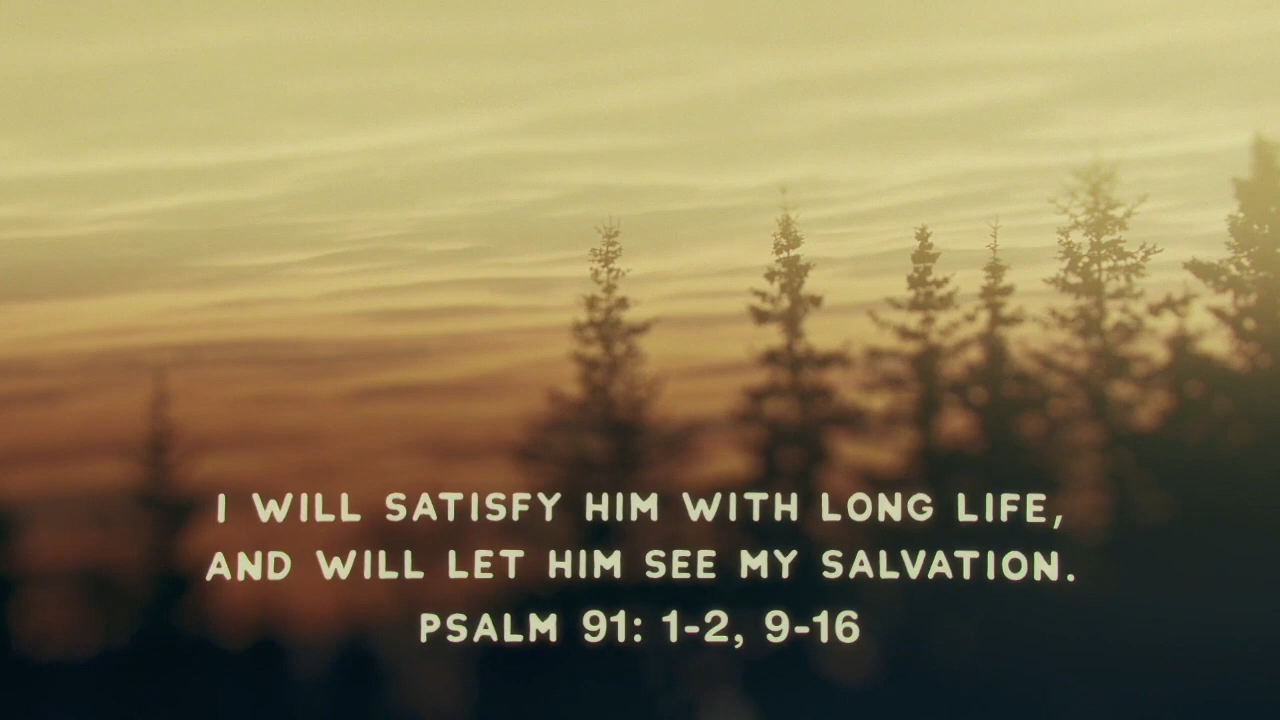 I WILL SATISFY HIM WITH LONG LIFE,
AND WILL LET HIM SEE MY SALVATION.
PSALM 91: 1-2, 9-16